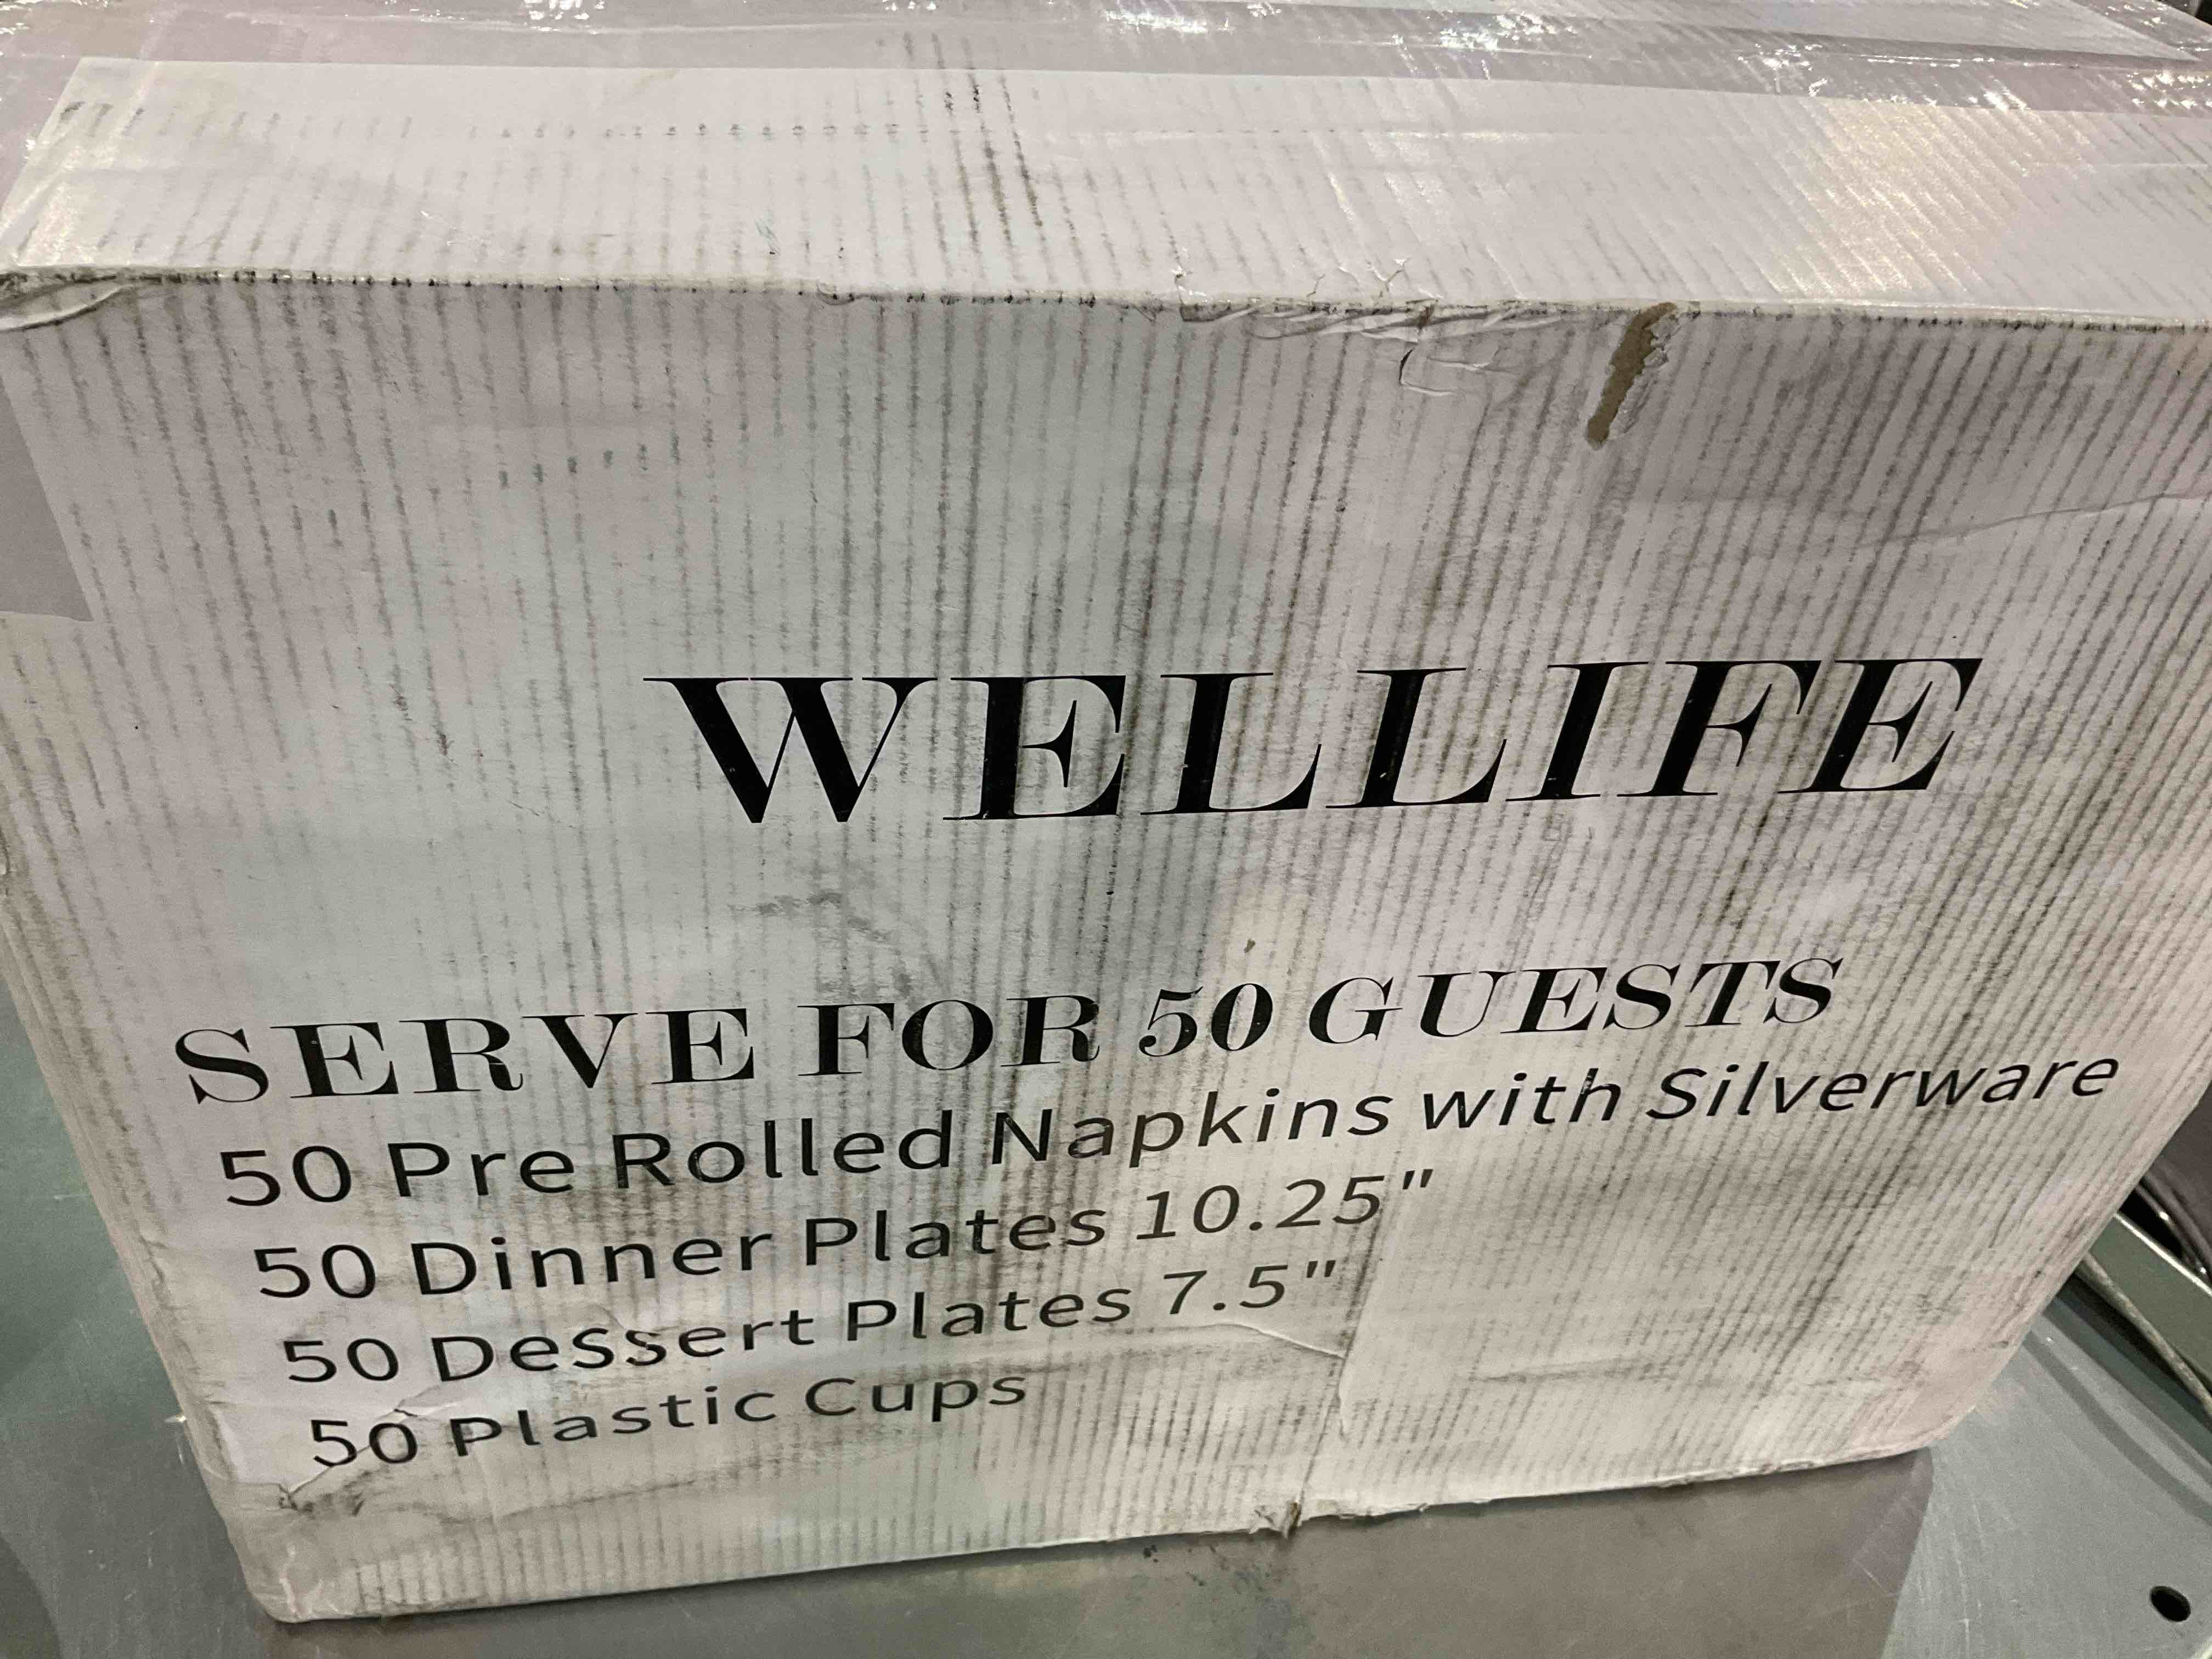 WELLIFE
SERVE FOR 50 GUESTS
50 Pre Rolled Napkins with Silverware
50 Dinner Plates 10.25"
50 Dessert Plates 7.5"
50 Plastic Cups